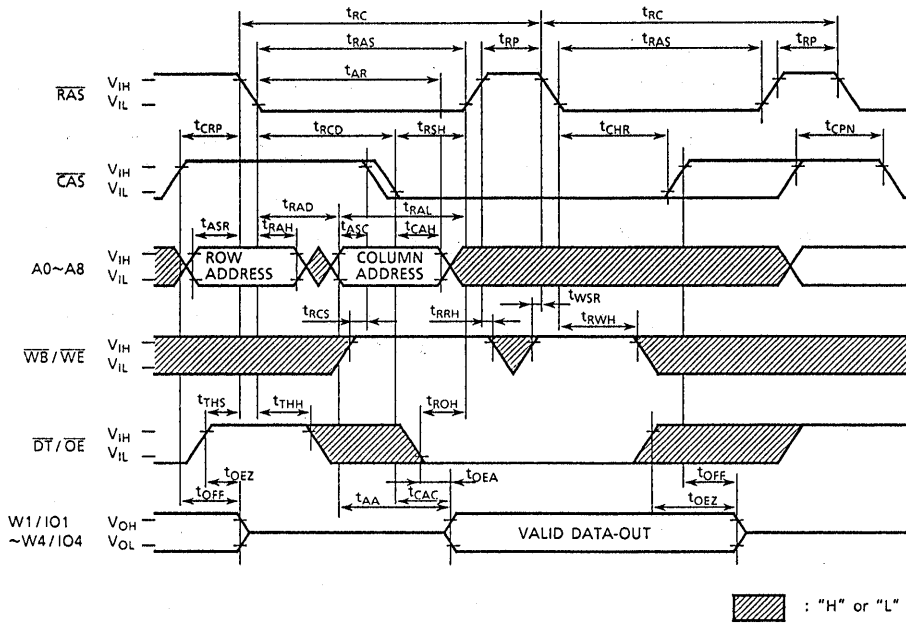 tRC tRC
tRAS tRP tRAS tRP
tAR
RAS VIH
VIL
tCRP tRCD tRSH tCHR tCPN
CAS VIH
VIL
tRAD tRAL
tASR tRAH tASC tCAH
A0~A8 VIH
VIL
ROW ADDRESS
COLUMN ADDRESS
tWSR
tRCS tRRH tRWH
WB/WE VIH
VIL
tTHS tTHH tROH
DT/OE VIH
VIL
tOEZ tOEA tOFF
tOFF tAA tCAC tOEZ
W1/IO1 ~W4/IO4 VOH
VOL
VALID DATA-OUT
: "H" or "L"